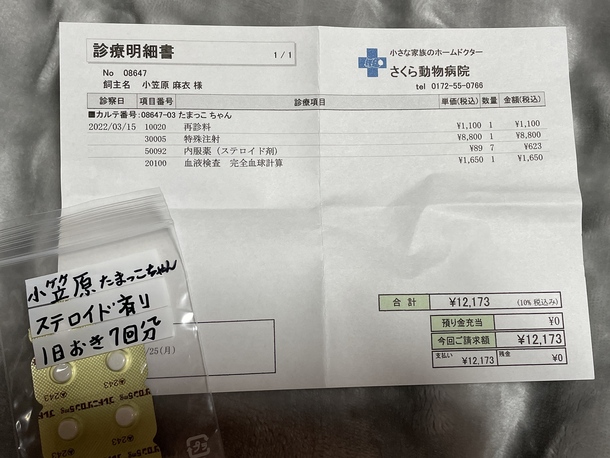 診療明細書
1/1
小さな家族のホームドクター
さくら動物病院
tel 0172-55-0766
No 08647
飼主名 小笠原 麻衣 様
診察日 項目番号 診療項目 単価(税込) 数量 金額(税込)
■カルテ番号:08647-03 たまっこ ちゃん
2022/03/15 10020 再診料 ¥1,100 1 ¥1,100
30005 特殊注射 ¥8,800 1 ¥8,800
50092 内服薬（ステロイド剤） ¥89 7 ¥623
20100 血液検査 完全血球計算 ¥1,650 1 ¥1,650
合計 ¥12,173 (10%税込み)
預り金充当 ¥0
今回ご請求額 ¥12,173
支払い ¥12,173 残金 ¥0
/25(月)
小笠原 たまっこちゃん
ステロイド有り
1日おき7回分
243
243
243